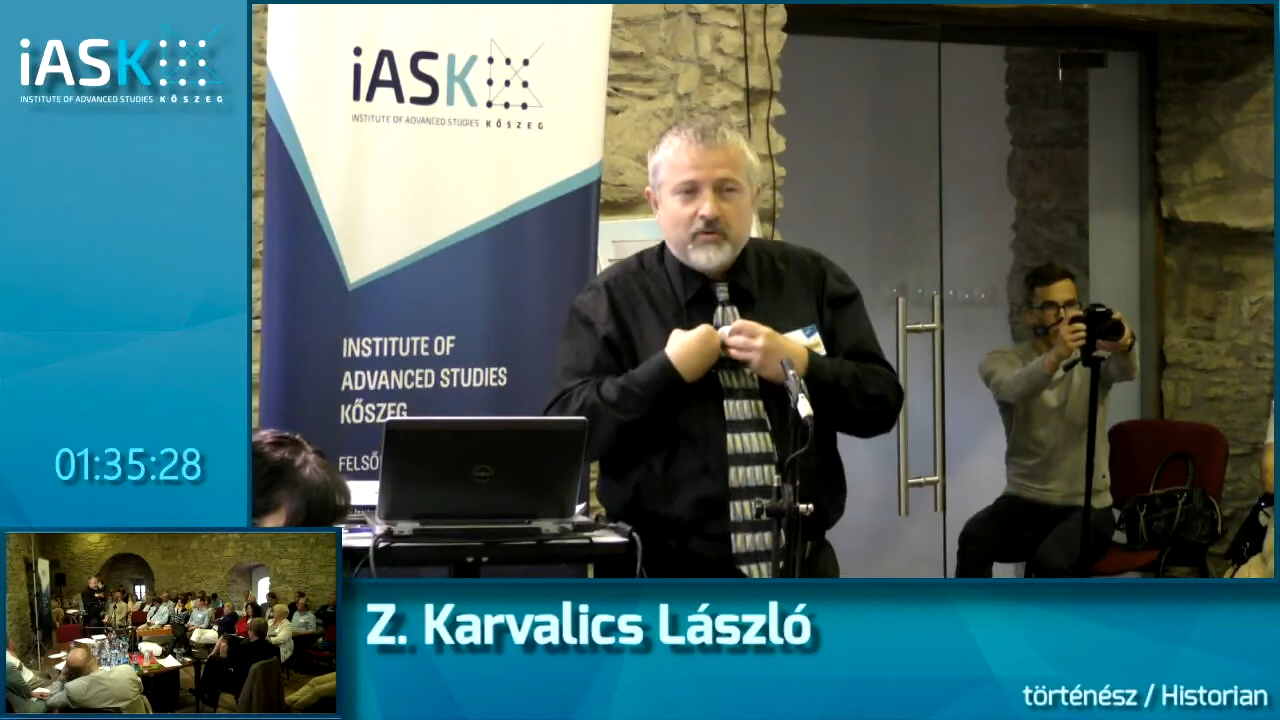 iASK
INSTITUTE OF ADVANCED STUDIES KŐSZEG
iASK
INSTITUTE OF ADVANCED STUDIES KŐSZEG
INSTITUTE OF
ADVANCED STUDIES
KŐSZEG
01:35:28
Z. Karvalics László
történész / Historian